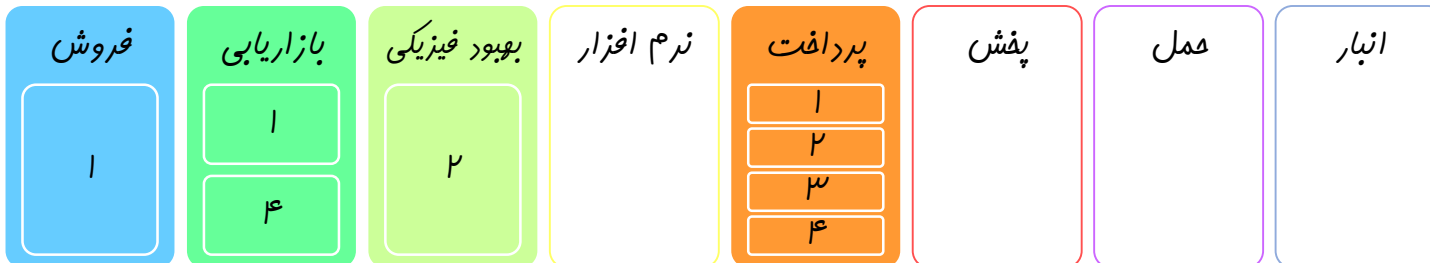 انبار
حمل
پخش
پرداخت
۱
۲
۳
۴
نرم افزار
بهبود فیزیکی
۲
بازاریابی
۱
۴
فروش
۱